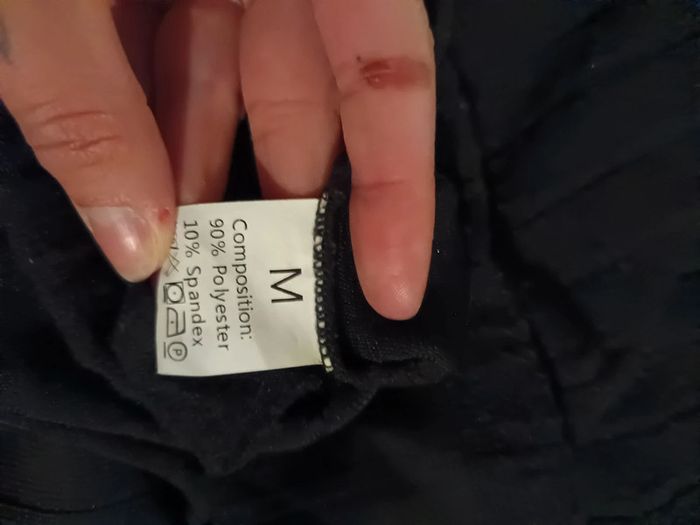 M
Composition:
90% Polyester
10% Spandex
P